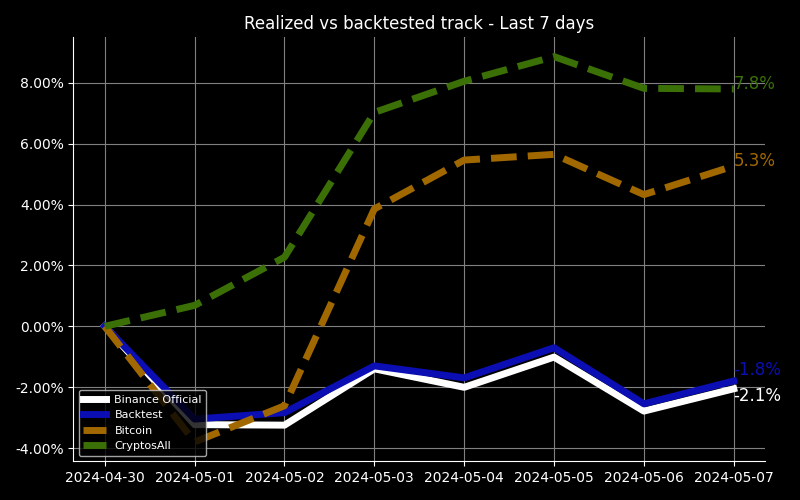 Realized vs backtested track - Last 7 days
8.00%
6.00%
4.00%
2.00%
0.00%
-2.00%
-4.00%
7.8%
5.3%
-1.8%
-2.1%
Binance Official
Backtest
Bitcoin
CryptosAll
2024-04-30 2024-05-01 2024-05-02 2024-05-03 2024-05-04 2024-05-05 2024-05-06 2024-05-07